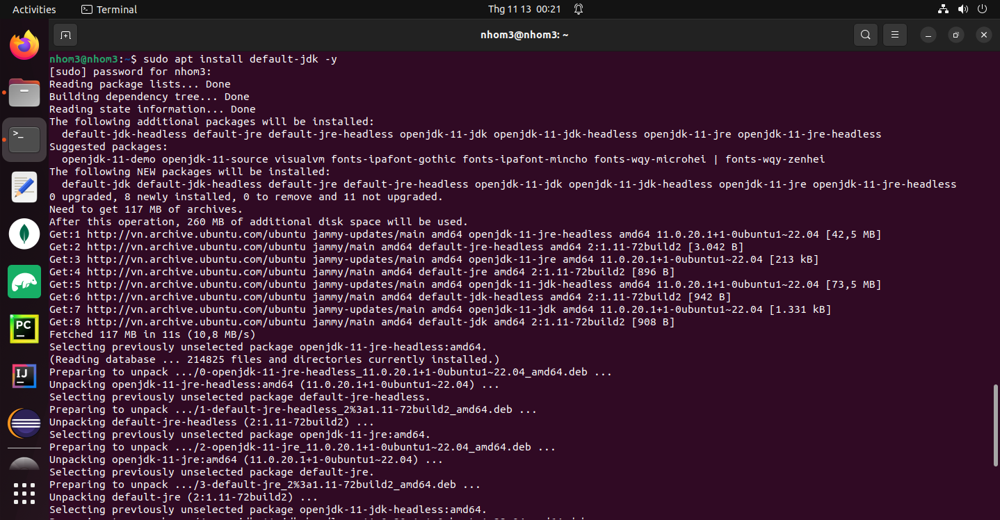 Activities
Terminal
Thg 11 13 00:21
nhom3@nhom3: ~
nhom3@nhom3:~$ sudo apt install default-jdk -y
[sudo] password for nhom3:
Reading package lists... Done
Building dependency tree... Done
Reading state information... Done
The following additional packages will be installed:
  default-jdk-headless default-jre default-jre-headless openjdk-11-jdk openjdk-11-jdk-headless openjdk-11-jre openjdk-11-jre-headless
Suggested packages:
  openjdk-11-demo openjdk-11-source visualvm fonts-ipafont-gothic fonts-ipafont-mincho fonts-wqy-microhei | fonts-wqy-zenhei
The following NEW packages will be installed:
  default-jdk default-jdk-headless default-jre default-jre-headless openjdk-11-jdk openjdk-11-jdk-headless openjdk-11-jre openjdk-11-jre-headless
0 upgraded, 8 newly installed, 0 to remove and 11 not upgraded.
Need to get 117 MB of archives.
After this operation, 260 MB of additional disk space will be used.
Get:1 http://vn.archive.ubuntu.com/ubuntu jammy-updates/main amd64 openjdk-11-jre-headless amd64 11.0.20.1+1-0ubuntu1~22.04 [42,5 MB]
Get:2 http://vn.archive.ubuntu.com/ubuntu jammy/main amd64 default-jre-headless amd64 2:1.11-72build2 [3.042 B]
Get:3 http://vn.archive.ubuntu.com/ubuntu jammy-updates/main amd64 openjdk-11-jre amd64 11.0.20.1+1-0ubuntu1~22.04 [213 kB]
Get:4 http://vn.archive.ubuntu.com/ubuntu jammy/main amd64 default-jre amd64 2:1.11-72build2 [896 B]
Get:5 http://vn.archive.ubuntu.com/ubuntu jammy-updates/main amd64 openjdk-11-jdk-headless amd64 11.0.20.1+1-0ubuntu1~22.04 [73,5 MB]
Get:6 http://vn.archive.ubuntu.com/ubuntu jammy/main amd64 default-jdk-headless amd64 2:1.11-72build2 [942 B]
Get:7 http://vn.archive.ubuntu.com/ubuntu jammy-updates/main amd64 openjdk-11-jdk amd64 11.0.20.1+1-0ubuntu1~22.04 [1.331 kB]
Get:8 http://vn.archive.ubuntu.com/ubuntu jammy/main amd64 default-jdk amd64 2:1.11-72build2 [908 B]
Fetched 117 MB in 11s (10,8 MB/s)
Selecting previously unselected package openjdk-11-jre-headless:amd64.
(Reading database ... 214825 files and directories currently installed.)
Preparing to unpack .../0-openjdk-11-jre-headless_11.0.20.1+1-0ubuntu1~22.04_amd64.deb ...
Unpacking openjdk-11-jre-headless:amd64 (11.0.20.1+1-0ubuntu1~22.04) ...
Selecting previously unselected package default-jre-headless.
Preparing to unpack .../1-default-jre-headless_2%3a1.11-72build2_amd64.deb ...
Unpacking default-jre-headless (2:1.11-72build2) ...
Selecting previously unselected package openjdk-11-jre:amd64.
Preparing to unpack .../2-openjdk-11-jre_11.0.20.1+1-0ubuntu1~22.04_amd64.deb ...
Unpacking openjdk-11-jre:amd64 (11.0.20.1+1-0ubuntu1~22.04) ...
Selecting previously unselected package default-jre.
Preparing to unpack .../3-default-jre_2%3a1.11-72build2_amd64.deb ...
Unpacking default-jre (2:1.11-72build2) ...
Selecting previously unselected package openjdk-11-jdk-headless:amd64.
PC
IJ